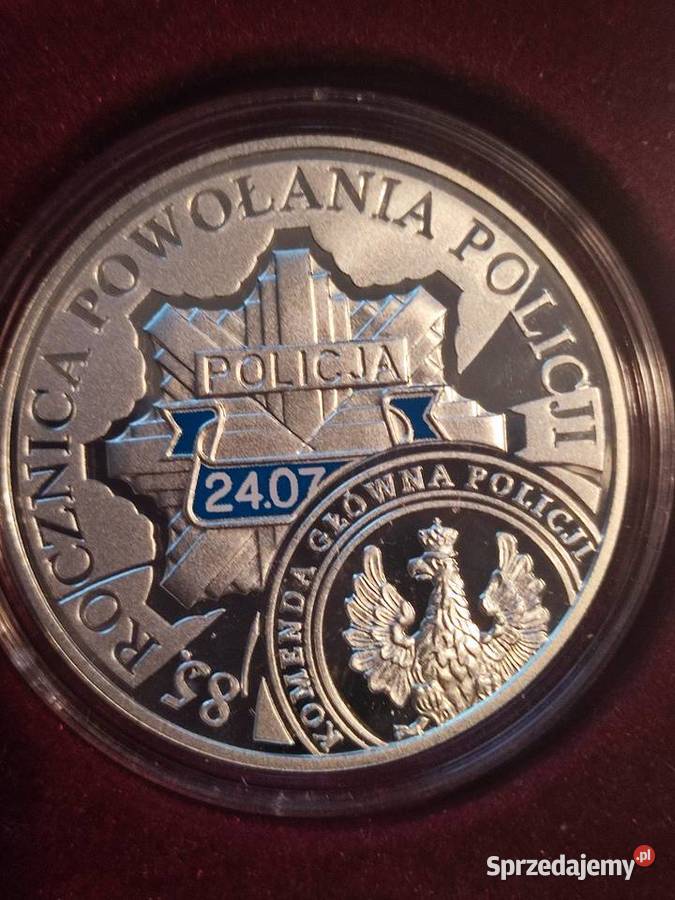 85. ROCZNICA POWOŁANIA POLICJI
POLICJA
24.07
KOMENDA GŁÓWNA POLICJI
Sprzedajemy.pl